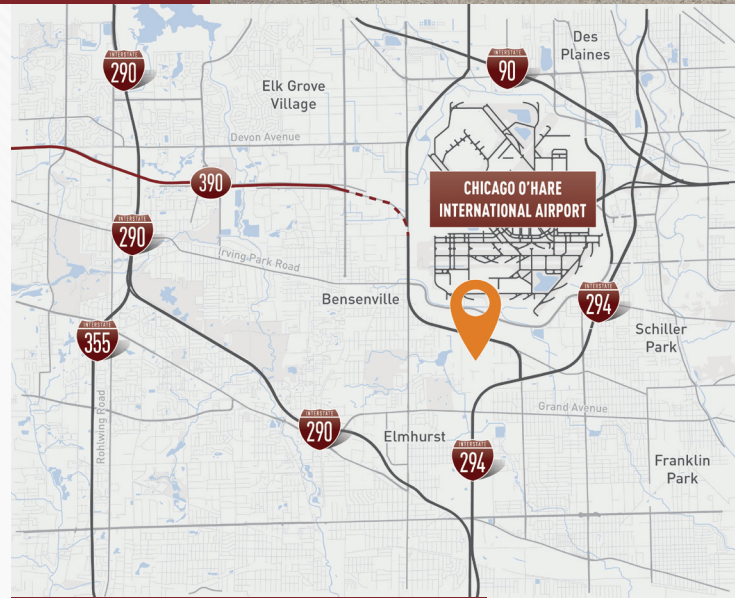 INTERSTATE
290
INTERSTATE
90
Des
Plaines
Elk Grove
Village
Devon Avenue
390
CHICAGO O'HARE
INTERNATIONAL AIRPORT
INTERSTATE
290
Irving Park Road
Bensenville
INTERSTATE
294
INTERSTATE
355
Schiller
Park
Rohlwing Road
Grand Avenue
INTERSTATE
290
Elmhurst
INTERSTATE
294
Franklin
Park